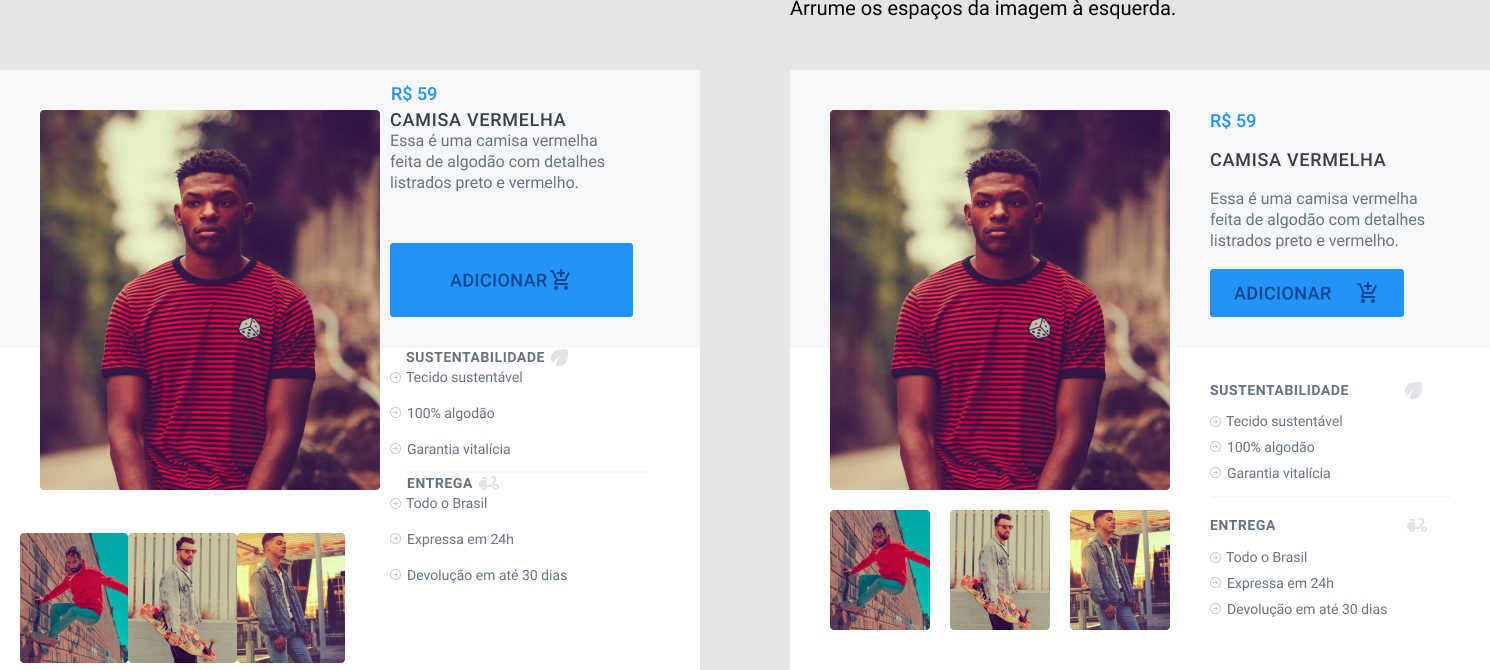 Arrume os espaços da imagem à esquerda.
R$ 59
CAMISA VERMELHA
Essa é uma camisa vermelha
feita de algodão com detalhes
listrados preto e vermelho.
ADICIONAR
SUSTENTABILIDADE
Tecido sustentável
100% algodão
Garantia vitalícia
ENTREGA
Todo o Brasil
Expressa em 24h
Devolução em até 30 dias
R$ 59
CAMISA VERMELHA
Essa é uma camisa vermelha
feita de algodão com detalhes
listrados preto e vermelho.
ADICIONAR
SUSTENTABILIDADE
Tecido sustentável
100% algodão
Garantia vitalícia
ENTREGA
Todo o Brasil
Expressa em 24h
Devolução em até 30 dias